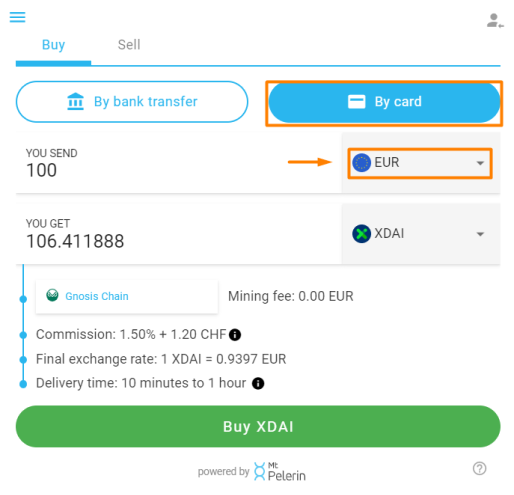 Buy Sell
By bank transfer By card
YOU SEND
100 EUR
YOU GET
106.411888 XDAI
Gnosis Chain Mining fee: 0.00 EUR
Commission: 1.50% + 1.20 CHF
Final exchange rate: 1 XDAI = 0.9397 EUR
Delivery time: 10 minutes to 1 hour
Buy XDAI
powered by Mt Pelerin